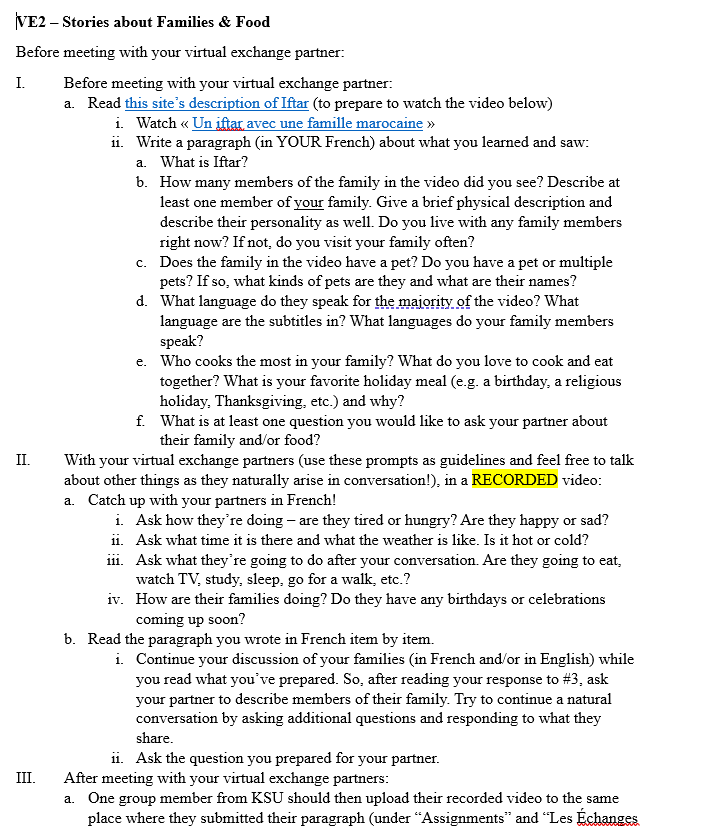 VE2 – Stories about Families & Food
Before meeting with your virtual exchange partner:
I. Before meeting with your virtual exchange partner:
a. Read this site's description of Iftar (to prepare to watch the video below)
i. Watch « Un iftar avec une famille marocaine »
ii. Write a paragraph (in YOUR French) about what you learned and saw:
a. What is Iftar?
b. How many members of the family in the video did you see? Describe at
least one member of your family. Give a brief physical description and
describe their personality as well. Do you live with any family members
right now? If not, do you visit your family often?
c. Does the family in the video have a pet? Do you have a pet or multiple
pets? If so, what kinds of pets are they and what are their names?
d. What language do they speak for the majority of the video? What
language are the subtitles in? What languages do your family members
speak?
e. Who cooks the most in your family? What do you love to cook and eat
together? What is your favorite holiday meal (e.g. a birthday, a religious
holiday, Thanksgiving, etc.) and why?
f. What is at least one question you would like to ask your partner about
their family and/or food?
II. With your virtual exchange partners (use these prompts as guidelines and feel free to talk
about other things as they naturally arise in conversation!), in a RECORDED video:
a. Catch up with your partners in French!
i. Ask how they're doing – are they tired or hungry? Are they happy or sad?
ii. Ask what time it is there and what the weather is like. Is it hot or cold?
iii. Ask what they're going to do after your conversation. Are they going to eat,
watch TV, study, sleep, go for a walk, etc.?
iv. How are their families doing? Do they have any birthdays or celebrations
coming up soon?
b. Read the paragraph you wrote in French item by item.
i. Continue your discussion of your families (in French and/or in English) while
you read what you've prepared. So, after reading your response to #3, ask
your partner to describe members of their family. Try to continue a natural
conversation by asking additional questions and responding to what they
share.
ii. Ask the question you prepared for your partner.
III. After meeting with your virtual exchange partners:
a. One group member from KSU should then upload their recorded video to the same
place where they submitted their paragraph (under "Assignments" and "Les Échanges